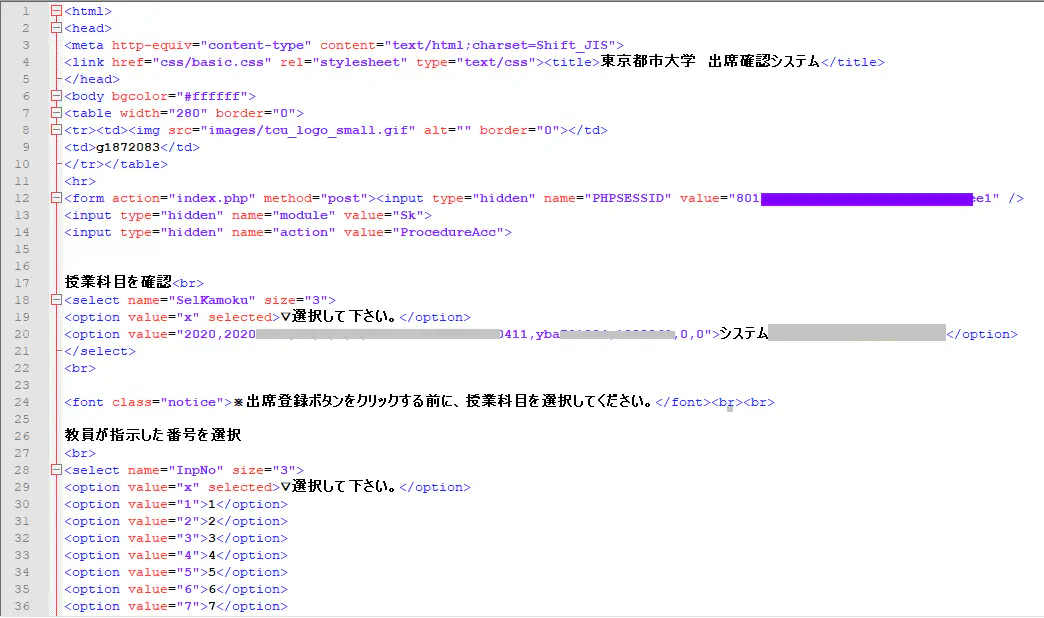 1 <html>
2 <head>
3 <meta http-equiv="content-type" content="text/html;charset=Shift_JIS">
4 <link href="css/basic.css" rel="stylesheet" type="text/css"><title>東京都市大学　出席確認システム</title>
5 </head>
6 <body bgcolor="#ffffff">
7 <table width="280" border="0">
8 <tr><td><img src="images/tcu_logo_small.gif" alt="" border="0"></td>
9 <td>g1872083</td>
10 </tr></table>
11 <hr>
12 <form action="index.php" method="post"><input type="hidden" name="PHPSESSID" value="801 ee1" />
13 <input type="hidden" name="module" value="Sk">
14 <input type="hidden" name="action" value="ProcedureAcc">
15
16
17 授業科目を確認<br>
18 <select name="SelKamoku" size="3">
19 <option value="x" selected>▽選択して下さい。</option>
20 <option value="2020,2020 0411,yba ,0,0">システム </option>
21 </select>
22 <br>
23
24 <font class="notice">※出席登録ボタンをクリックする前に、授業科目を選択してください。</font><br><br>
25
26 教員が指示した番号を選択
27 <br>
28 <select name="InpNo" size="3">
29 <option value="x" selected>▽選択して下さい。</option>
30 <option value="1">1</option>
31 <option value="2">2</option>
32 <option value="3">3</option>
33 <option value="4">4</option>
34 <option value="5">5</option>
35 <option value="6">6</option>
36 <option value="7">7</option>